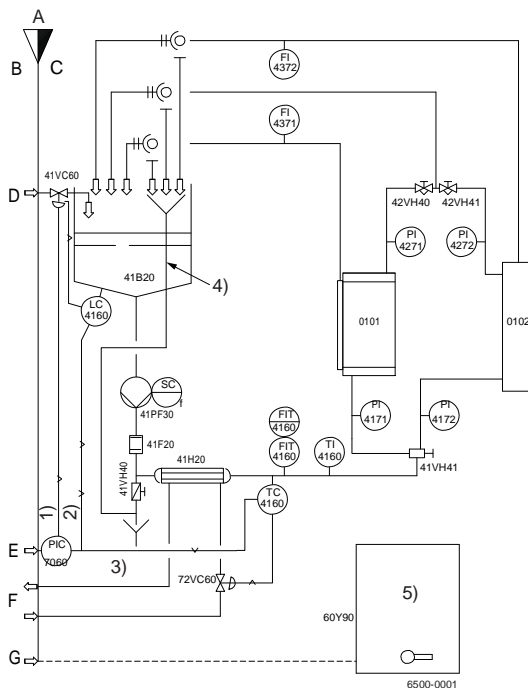 A
B C
FI
4372
FI
4371
41VC60
D
42VH40 42VH41
PI
4271
PI
4272
41B20
4)
LC
4160
0101
0102
SC
f
41PF30
PI
4171
PI
4172
41F20
FIT
4160
FIT
4160
TI
4160
41H20
41VH40
41VH41
TC
4160
1)
2)
E
PIC
7060
3)
72VC60
F
5)
60Y90
G
6500-0001